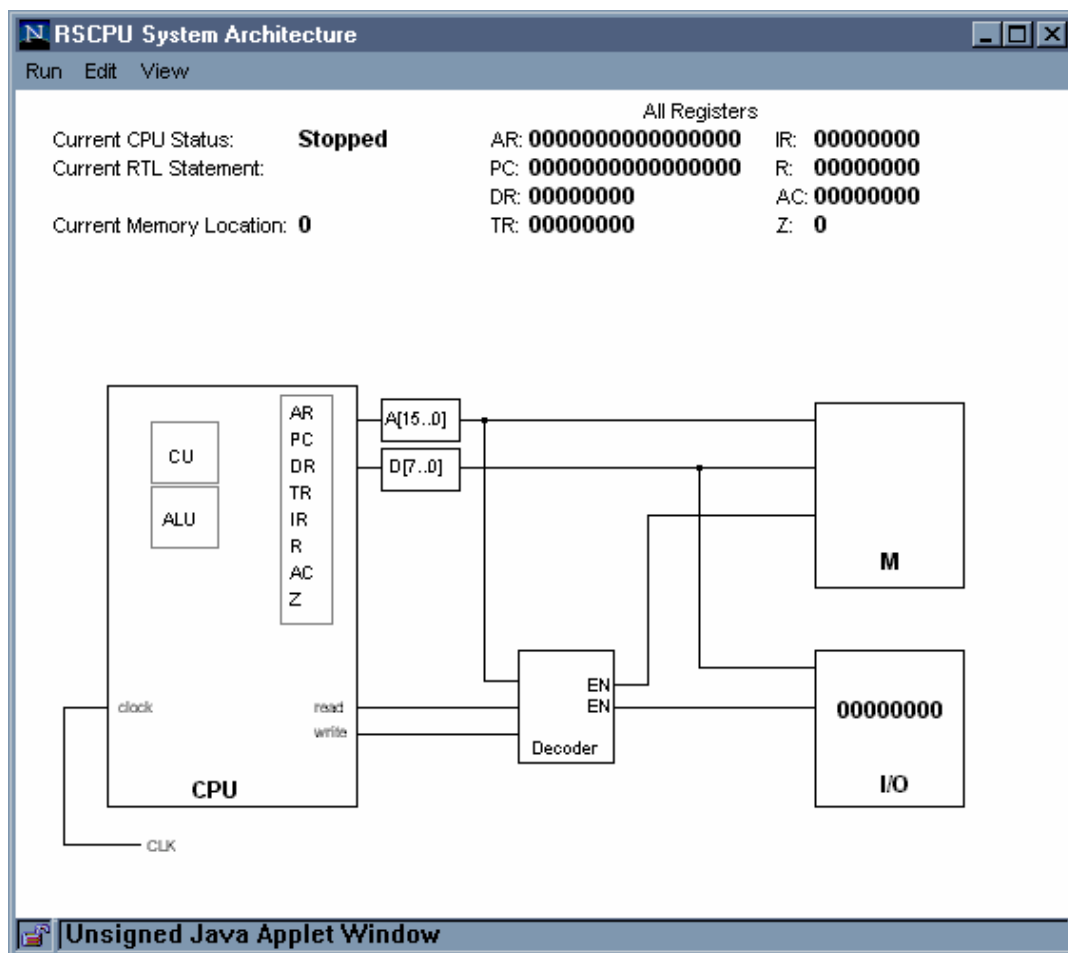 N RSCPU System Architecture
Run Edit View
All Registers
Current CPU Status: Stopped AR: 0000000000000000 IR: 00000000
Current RTL Statement: PC: 0000000000000000 R: 00000000
DR: 00000000 AC: 00000000
Current Memory Location: 0 TR: 00000000 Z: 0
AR
PC
DR
TR
IR
R
AC
Z
CU
ALU
A[15..0]
D[7..0]
M
clock
read
write
CPU
CLK
EN
EN
Decoder
00000000
I/O
Unsigned Java Applet Window